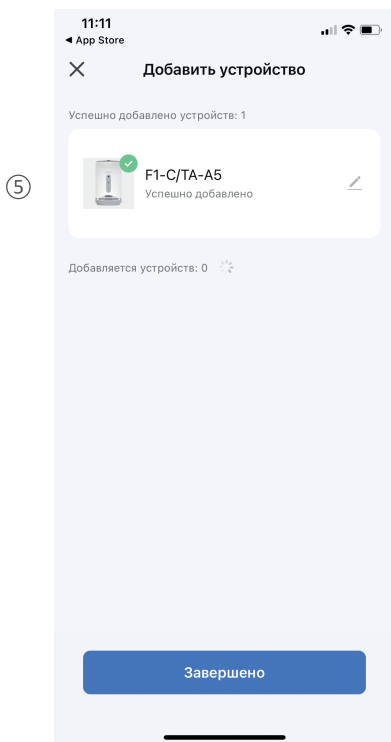 11:11
◀ App Store
Добавить устройство
Успешно добавлено устройств: 1
⑤
F1-C/TA-A5
Успешно добавлено
Добавляется устройств: 0
Завершено